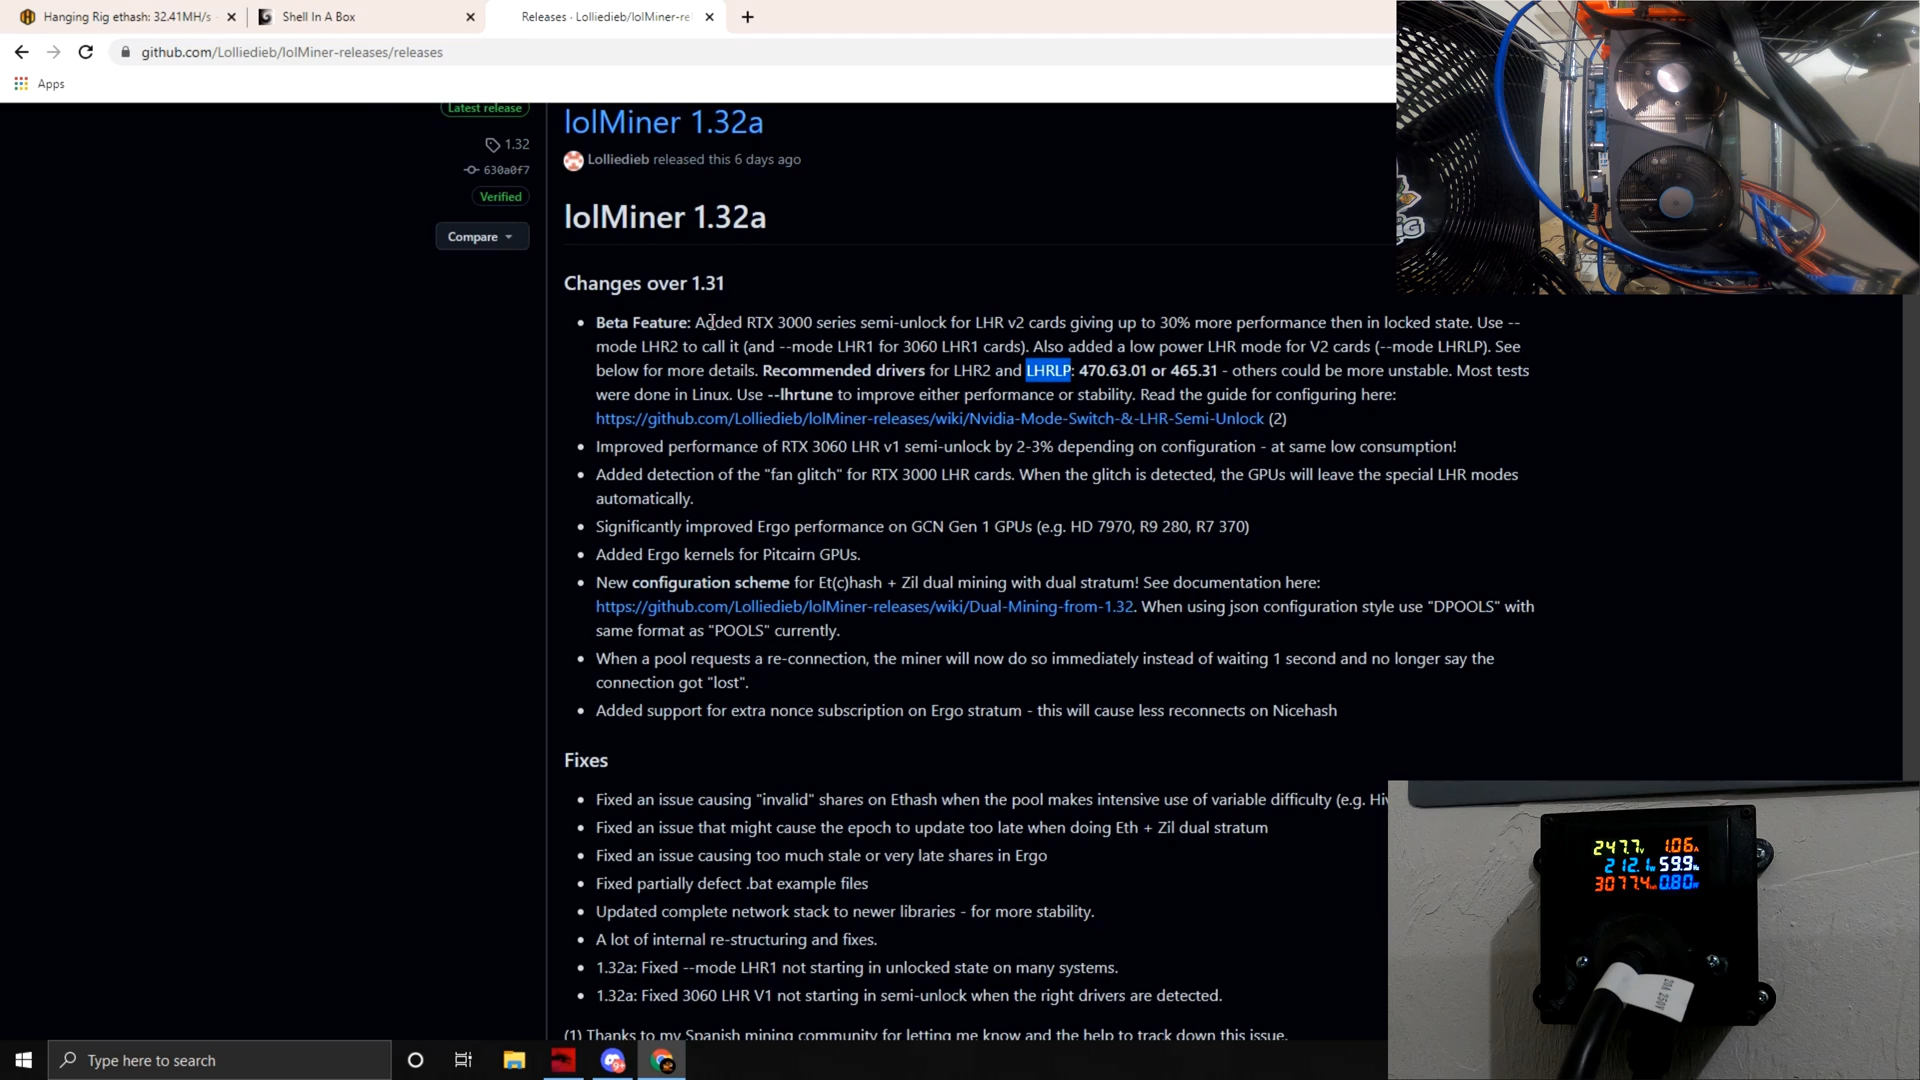 Hanging Rig ethash: 32.41MH/s
Shell In A Box
Releases · Lolliedieb/lolMiner-re
github.com/Lolliedieb/lolMiner-releases/releases
Apps
Latest release
1.32
630a0f7
Verified
Compare
lolMiner 1.32a
Lolliedieb released this 6 days ago
lolMiner 1.32a
Changes over 1.31
Beta Feature: Added RTX 3000 series semi-unlock for LHR v2 cards giving up to 30% more performance then in locked state. Use --
mode LHR2 to call it (and --mode LHR1 for 3060 LHR1 cards). Also added a low power LHR mode for V2 cards (--mode LHRLP). See
below for more details. Recommended drivers for LHR2 and LHRLP: 470.63.01 or 465.31 - others could be more unstable. Most tests
were done in Linux. Use --lhrtune to improve either performance or stability. Read the guide for configuring here:
https://github.com/Lolliedieb/lolMiner-releases/wiki/Nvidia-Mode-Switch-&-LHR-Semi-Unlock (2)
Improved performance of RTX 3060 LHR v1 semi-unlock by 2-3% depending on configuration - at same low consumption!
Added detection of the "fan glitch" for RTX 3000 LHR cards. When the glitch is detected, the GPUs will leave the special LHR modes
automatically.
Significantly improved Ergo performance on GCN Gen 1 GPUs (e.g. HD 7970, R9 280, R7 370)
Added Ergo kernels for Pitcairn GPUs.
New configuration scheme for Et(c)hash + Zil dual mining with dual stratum! See documentation here:
https://github.com/Lolliedieb/lolMiner-releases/wiki/Dual-Mining-from-1.32. When using json configuration style use "DPOOLS" with
same format as "POOLS" currently.
When a pool requests a re-connection, the miner will now do so immediately instead of waiting 1 second and no longer say the
connection got "lost".
Added support for extra nonce subscription on Ergo stratum - this will cause less reconnects on Nicehash
Fixes
Fixed an issue causing "invalid" shares on Ethash when the pool makes intensive use of variable difficulty (e.g. Hiv
Fixed an issue that might cause the epoch to update too late when doing Eth + Zil dual stratum
Fixed an issue causing too much stale or very late shares in Ergo
Fixed partially defect .bat example files
Updated complete network stack to newer libraries - for more stability.
A lot of internal re-structuring and fixes.
1.32a: Fixed --mode LHR1 not starting in unlocked state on many systems.
1.32a: Fixed 3060 LHR V1 not starting in semi-unlock when the right drivers are detected.
(1) Thanks to my Spanish mining community for letting me know and the help to track down this issue.
247.7V 1.06A
212.1W 59.9Hz
3077.4 0.80
20A 250V
Type here to search
9+